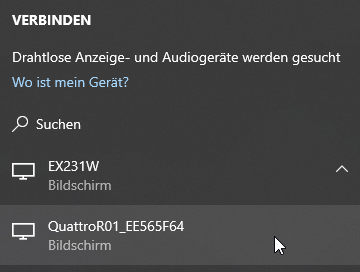 VERBINDEN
Drahtlose Anzeige- und Audiogeräte werden gesucht
Wo ist mein Gerät?
Suchen
EX231W
Bildschirm
QuattroR01_EE565F64
Bildschirm